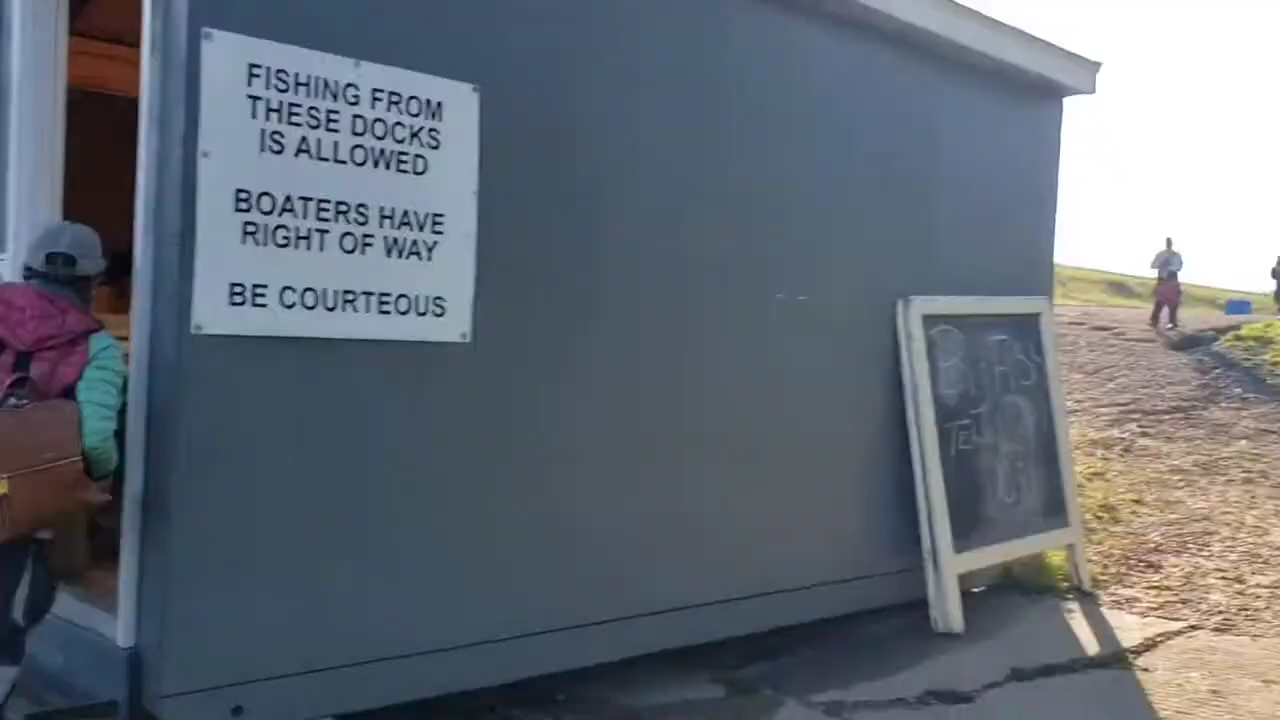 FISHING FROM
THESE DOCKS
IS ALLOWED
BOATERS HAVE
RIGHT OF WAY
BE COURTEOUS